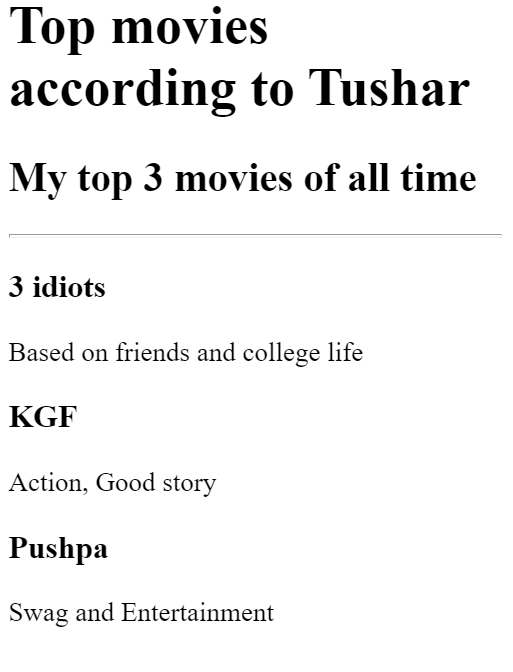 Top movies
according to Tushar
My top 3 movies of all time
3 idiots
Based on friends and college life
KGF
Action, Good story
Pushpa
Swag and Entertainment